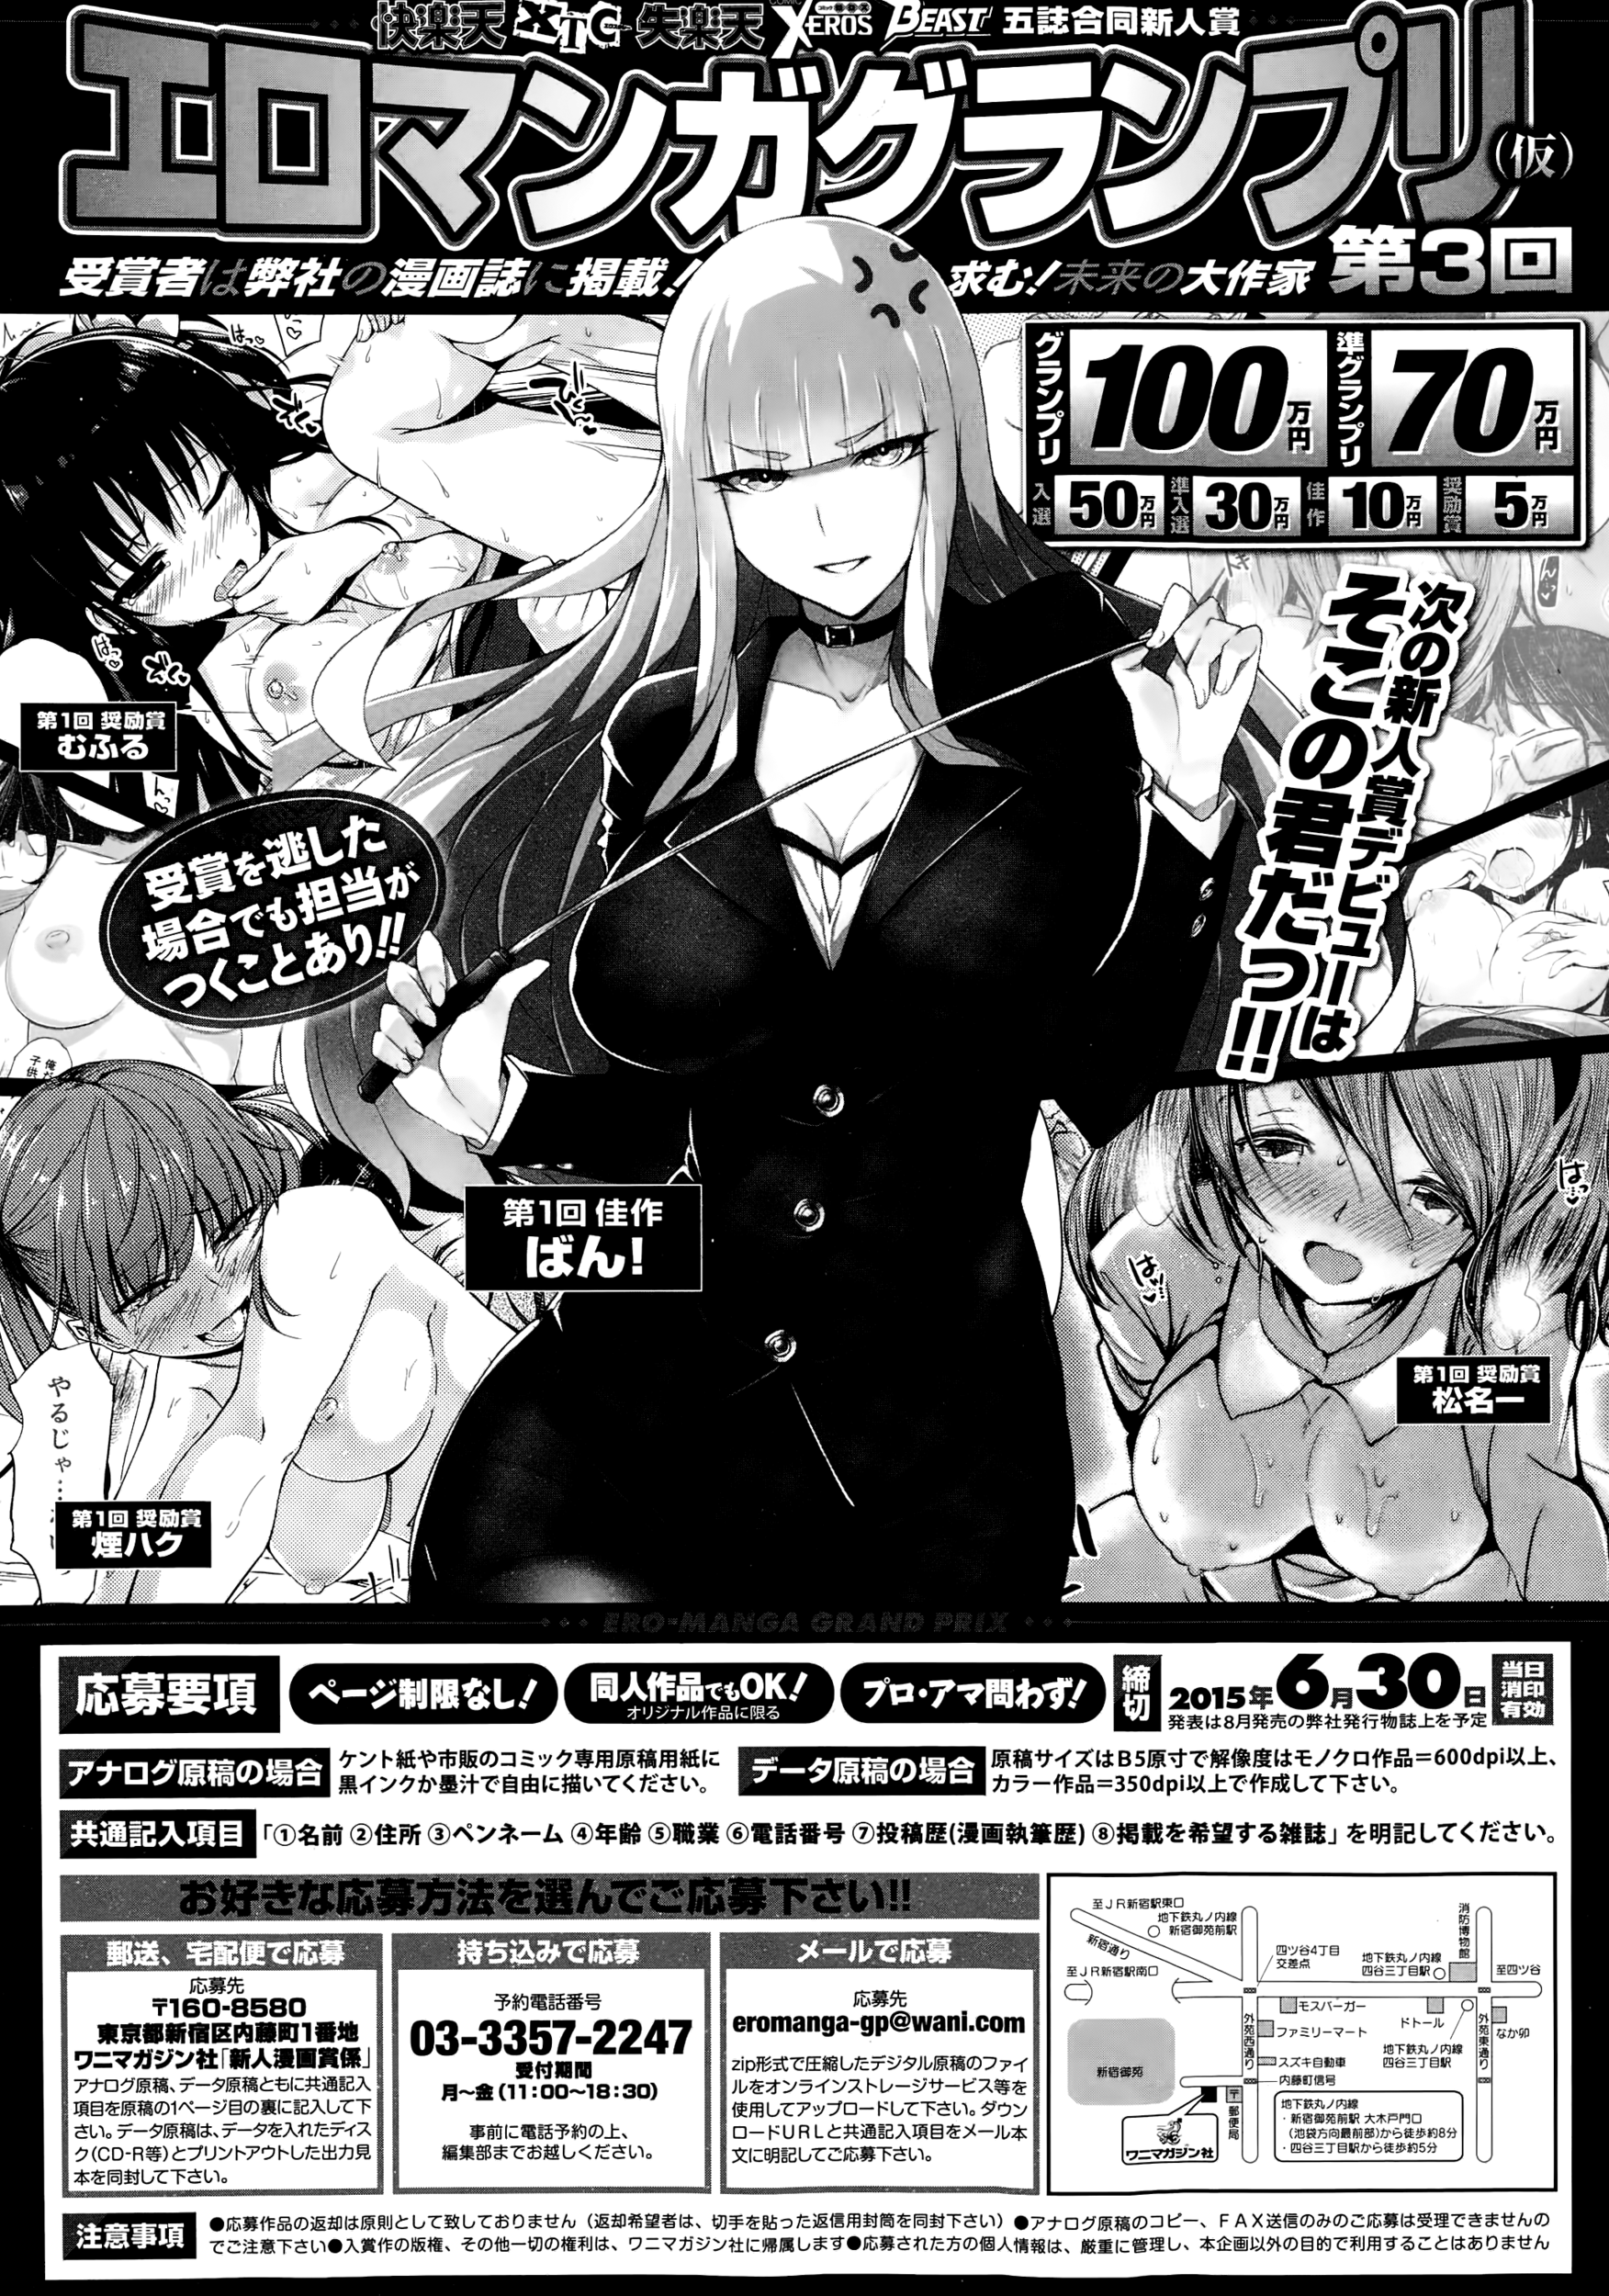 快楽天 XTC 失楽天 COMIC XEROS BEAST 五誌合同新人賞
エロマンガグランプリ(仮)
第3回
受賞者は弊社の漫画誌に掲載!
求む!未来の大作家
グランプリ 100万円
準グランプリ 70万円
入選 50万円
準入選 30万円
佳作 10万円
奨励賞 5万円
次の新人賞デビューは
そこの君だっ!!
第1回 奨励賞
むふる
受賞を逃した
場合でも担当が
つくことあり!!
第1回 佳作
ばん!
第1回 奨励賞
松名一
やるじゃ…
第1回 奨励賞
煙ハク
ERO-MANGA GRAND PRIX
応募要項
ページ制限なし!
同人作品でもOK!
オリジナル作品に限る
プロ・アマ問わず!
締切
2015年6月30日
当日消印有効
発表は8月発売の弊社発行物誌上を予定
アナログ原稿の場合
ケント紙や市販のコミック専用原稿用紙に
黒インクか墨汁で自由に描いてください。
データ原稿の場合
原稿サイズはB5原寸で解像度はモノクロ作品=600dpi以上、
カラー作品=350dpi以上で作成して下さい。
共通記入項目
「①名前 ②住所 ③ペンネーム ④年齢 ⑤職業 ⑥電話番号 ⑦投稿歴(漫画執筆歴) ⑧掲載を希望する雑誌」を明記してください。
お好きな応募方法を選んでご応募下さい!!
郵送、宅配便で応募
応募先
〒160-8580
東京都新宿区内藤町1番地
ワニマガジン社「新人漫画賞係」
アナログ原稿、データ原稿ともに共通記入
項目を原稿の1ページ目の裏に記入して下
さい。データ原稿は、データを入れたディス
ク(CD-R等)とプリントアウトした出力見
本を同封して下さい。
持ち込みで応募
予約電話番号
03-3357-2247
受付期間
月〜金(11:00〜18:30)
事前に電話予約の上、
編集部までお越しください。
メールで応募
応募先
eromanga-gp@wani.com
zip形式で圧縮したデジタル原稿のファイ
ルをオンラインストレージサービス等を
使用してアップロードして下さい。ダウン
ロードURLと共通記入項目をメール本
文に明記してご応募下さい。
至JR新宿駅東口
地下鉄丸ノ内線
新宿御苑前駅
新宿通り
至JR新宿駅南口
四ツ谷4丁目
交差点
消防博物館
地下鉄丸ノ内線
四谷三丁目駅
至四ツ谷
モスバーガー
ドトール
なか卯
外苑西通り
ファミリーマート
地下鉄丸ノ内線
四谷三丁目駅
外苑東通り
スズキ自動車
新宿御苑
内藤町信号
〒郵便局
ワニマガジン社
地下鉄丸ノ内線
・新宿御苑前駅 大木戸門口
(池袋方向最前部)から徒歩約8分
・四谷三丁目駅から徒歩約5分
注意事項
●応募作品の返却は原則として致しておりません(返却希望者は、切手を貼った返信用封筒を同封下さい)●アナログ原稿のコピー、FAX送信のみのご応募は受理できませんの
でご注意下さい●入賞作の版権、その他一切の権利は、ワニマガジン社に帰属します●応募された方の個人情報は、厳重に管理し、本企画以外の目的で利用することはありません